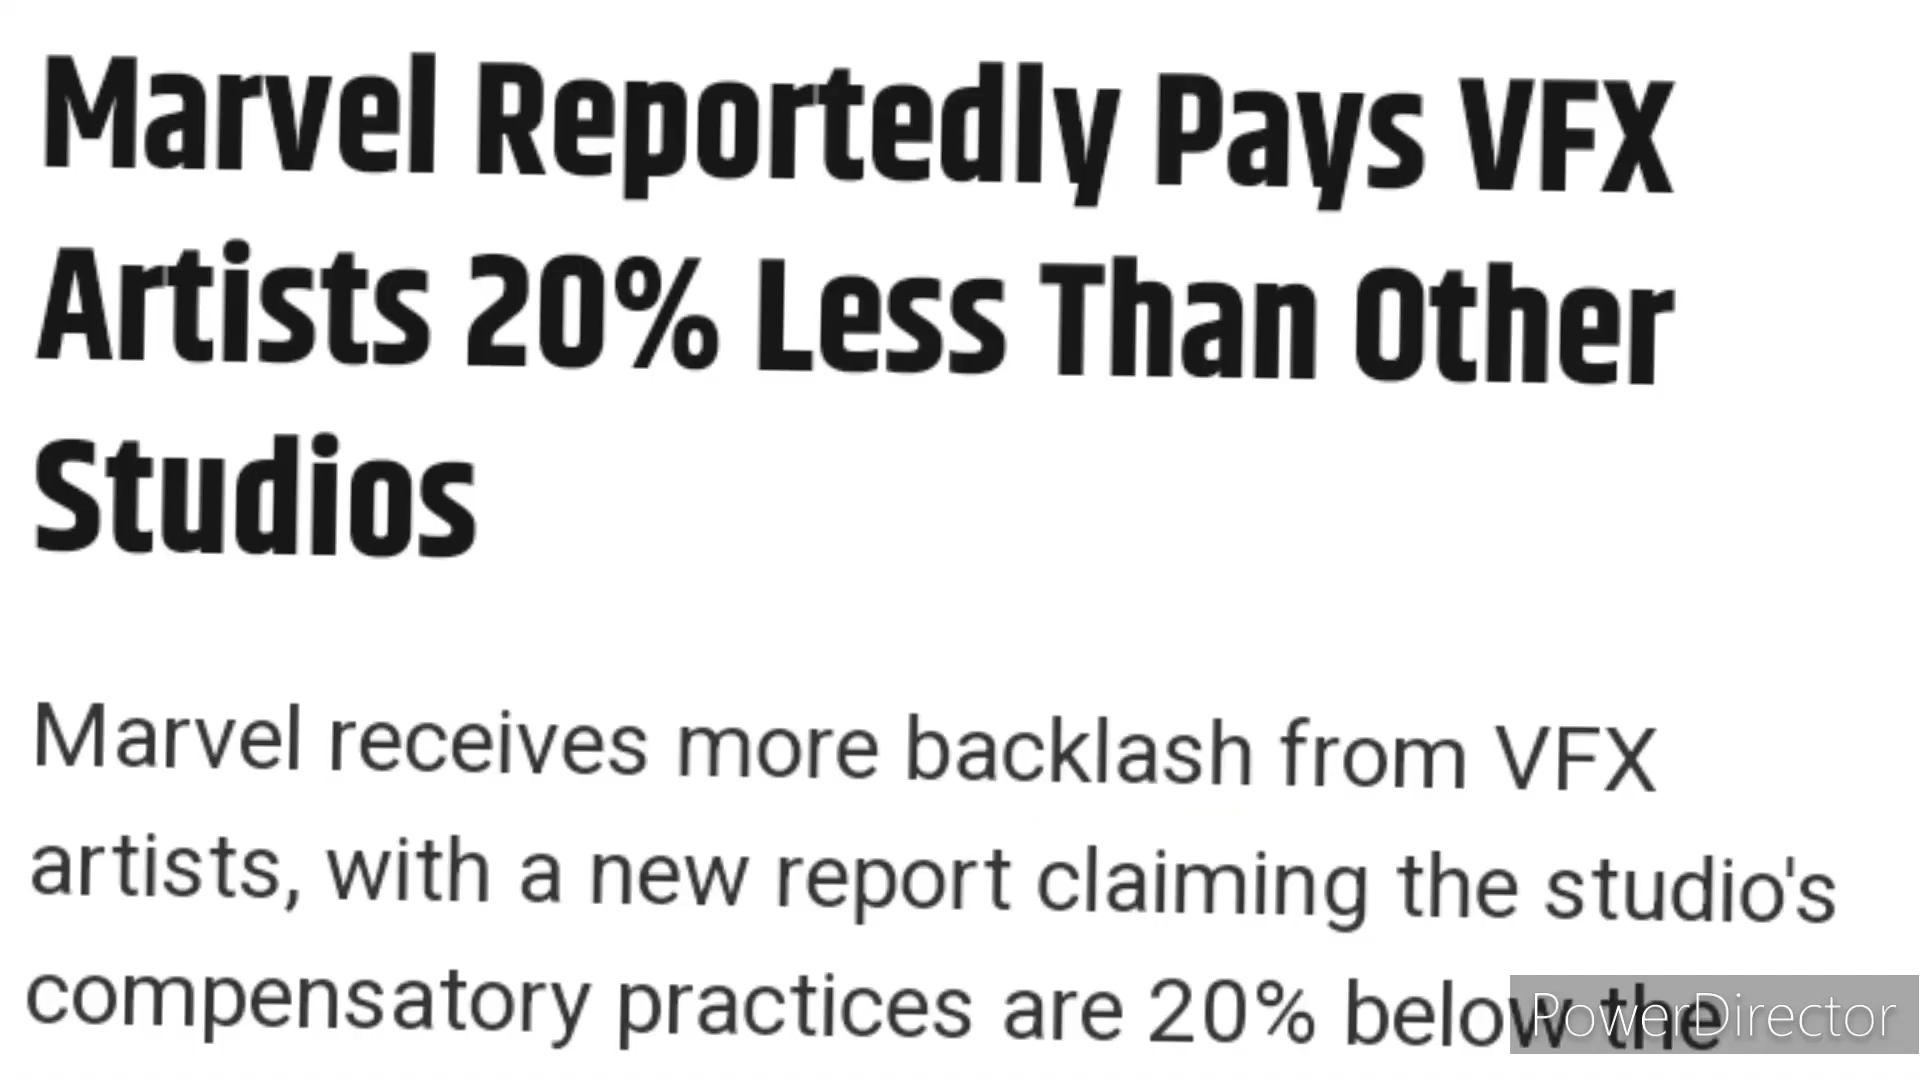 Marvel Reportedly Pays VFX
Artists 20% Less Than Other
Studios
Marvel receives more backlash from VFX
artists, with a new report claiming the studio's
compensatory practices are 20% below the
PowerDirector